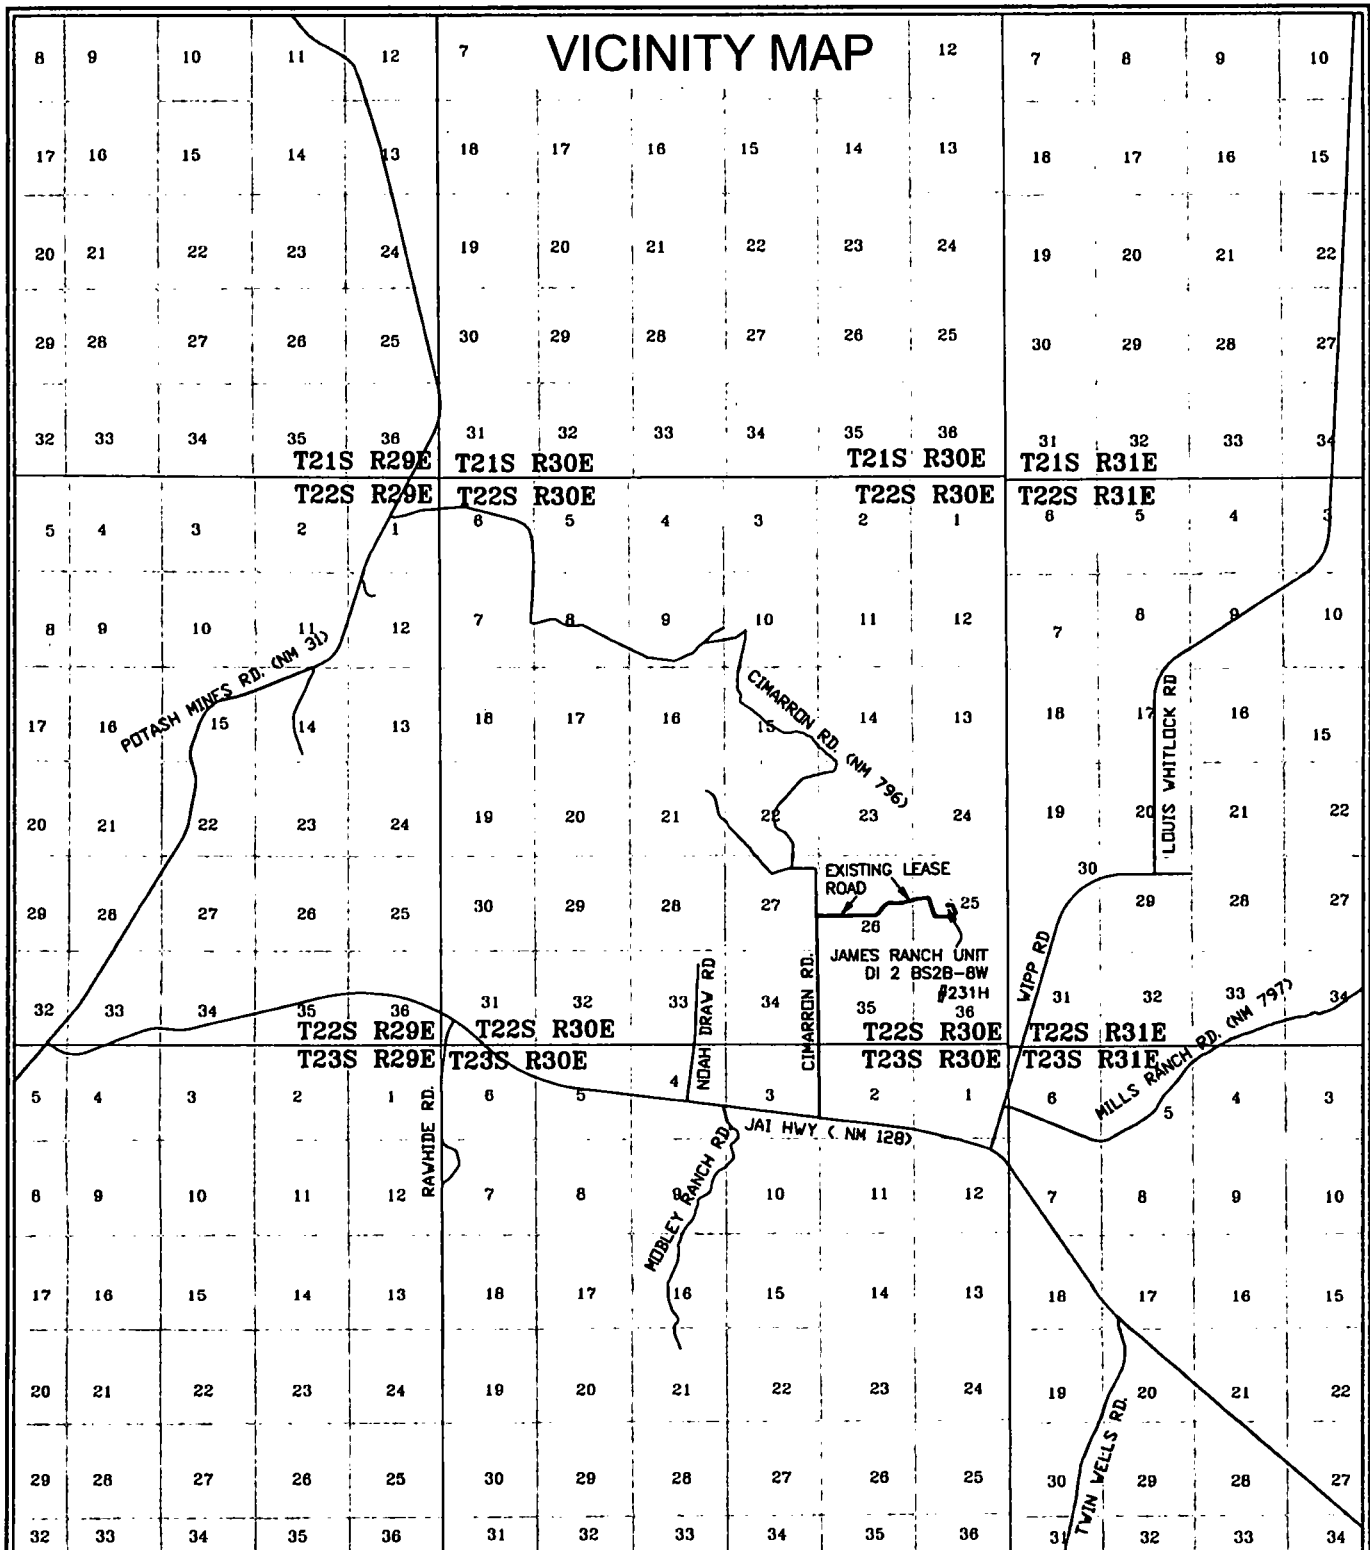 VICINITY MAP
8 9 10 11 12 7 12 7 8 9 10
17 16 15 14 13 18 17 16 15 14 13 18 17 16 15
20 21 22 23 24 19 20 21 22 23 24 19 20 21 22
29 28 27 26 25 30 29 28 27 26 25 30 29 28 27
32 33 34 35 36 31 32 33 34 35 36 31 32 33 34
T21S R29E T21S R30E T21S R30E T21S R31E
T22S R29E T22S R30E T22S R30E T22S R31E
5 4 3 2 1 6 5 4 3 2 1 6 5 4 3
8 9 10 11 12 7 8 9 10 11 12 7 8 9 10
POTASH MINES RD. (NM 31)
CIMARRON RD. (NM 796)
LOUIS WHITLOCK RD
17 16 15 14 13 18 17 16 15 14 13 18 17 16 15
20 21 22 23 24 19 20 21 22 23 24 19 20 21 22
EXISTING LEASE
ROAD
29 28 27 26 25 30 29 28 27 26 25 30 29 28 27
JAMES RANCH UNIT
DI 2 BS2B-8W
#231H
NOAH DRAW RD
CIMARRON RD.
WIPP RD
MILLS RANCH RD. (NM 797)
32 33 34 35 36 31 32 33 34 35 36 31 32 33 34
T22S R29E T22S R30E T22S R30E T22S R31E
T23S R29E T23S R30E T23S R30E T23S R31E
5 4 3 2 1 6 5 4 3 2 1 6 5 4 3
RAWHIDE RD.
JAI HWY ( NM 128)
MOBLEY RANCH RD.
8 9 10 11 12 7 8 9 10 11 12 7 8 9 10
17 16 15 14 13 18 17 16 15 14 13 18 17 16 15
20 21 22 23 24 19 20 21 22 23 24 19 20 21 22
TWIN WELLS RD.
29 28 27 26 25 30 29 28 27 26 25 30 29 28 27
32 33 34 35 36 31 32 33 34 35 36 31 32 33 34